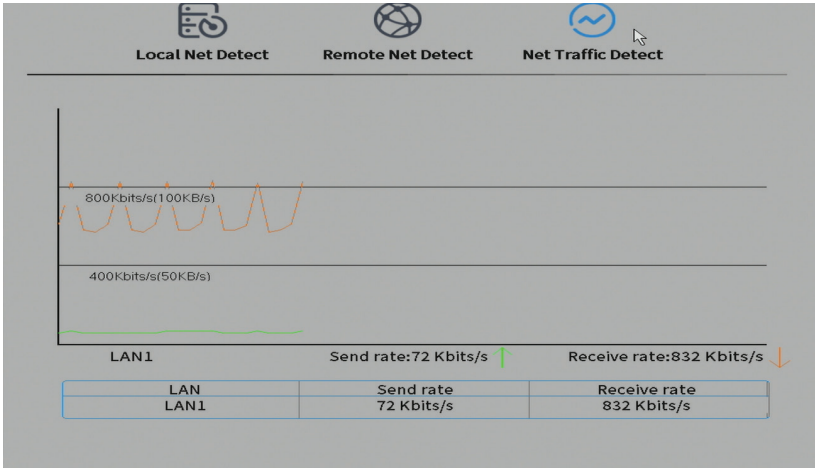 Local Net Detect Remote Net Detect Net Traffic Detect
800Kbits/s(100KB/s)
400Kbits/s(50KB/s)
LAN1 Send rate:72 Kbits/s Receive rate:832 Kbits/s
LAN Send rate Receive rate
LAN1 72 Kbits/s 832 Kbits/s